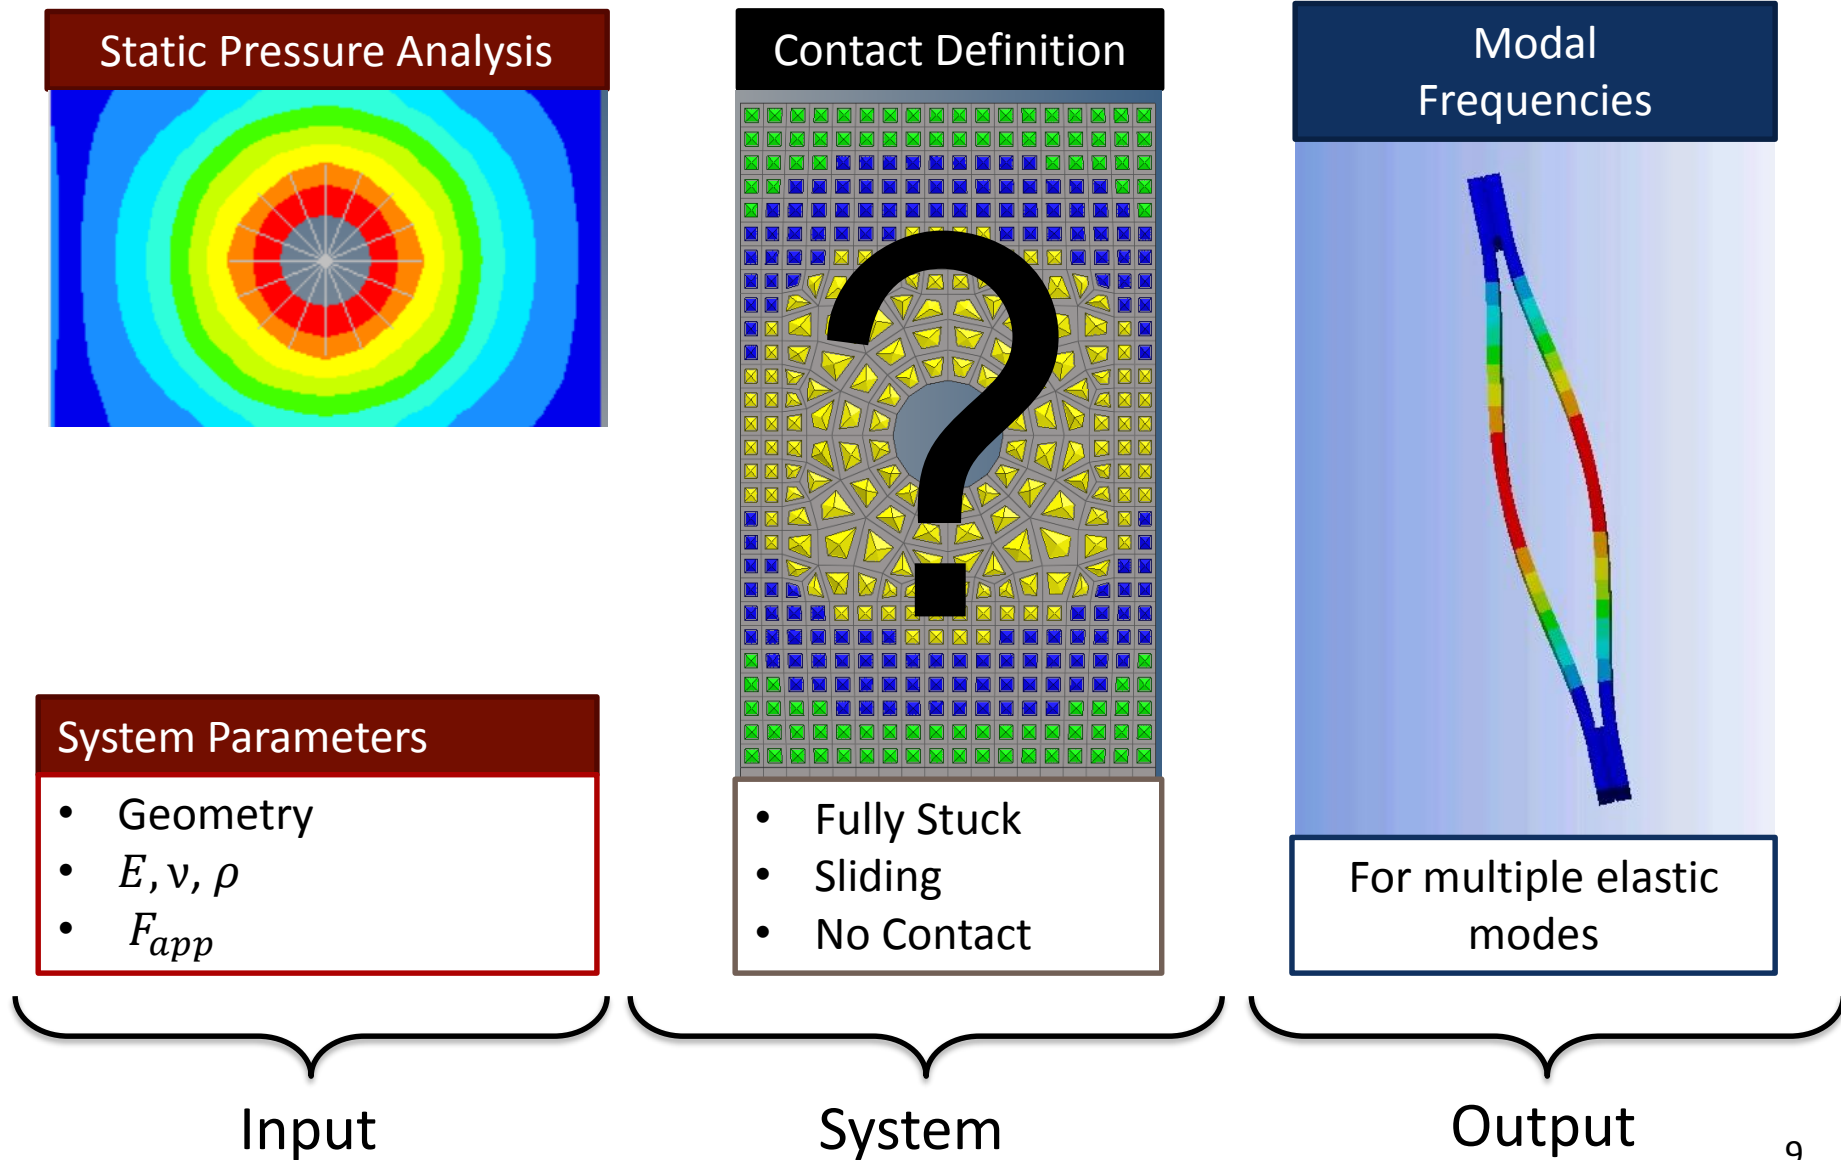 Static Pressure Analysis
System Parameters
• Geometry
• E, ν, ρ
• F_app
Input
Contact Definition
?
• Fully Stuck
• Sliding
• No Contact
System
Modal
Frequencies
For multiple elastic
modes
Output
9